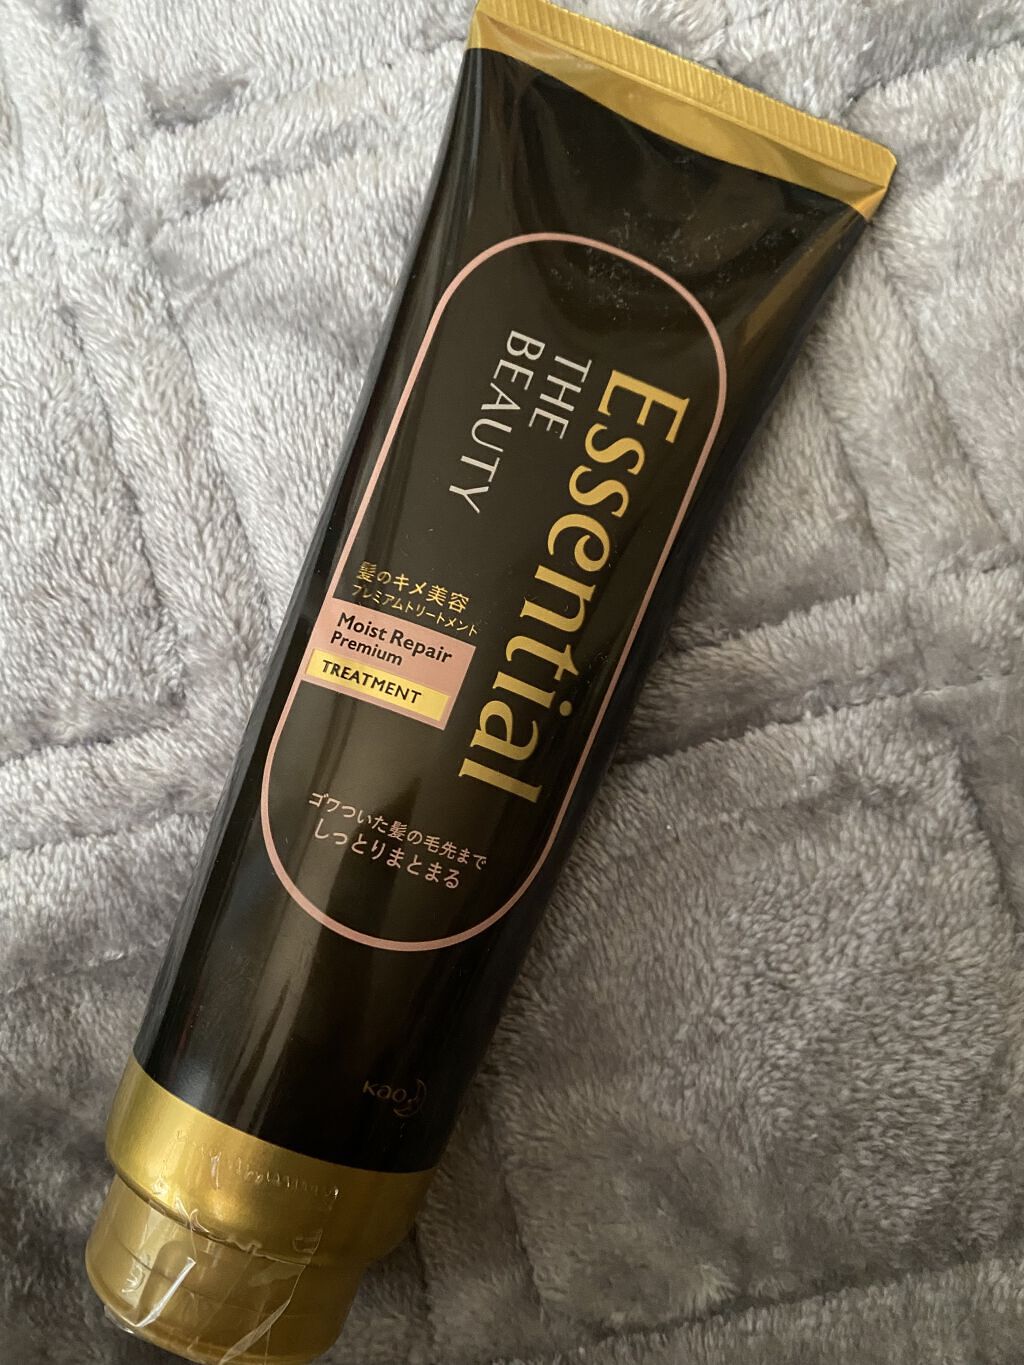 Essential
THE
BEAUTY
髪のキメ美容
プレミアムトリートメント
Moist Repair
Premium
TREATMENT
ゴワついた髪の毛先まで
しっとりまとまる
Kao